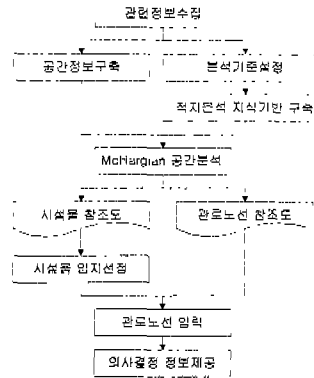 관련정보수집
공간정보구축
분석기준설정
적지분석 지식기반 구축
McHargian 공간분석
시설물 참조도
관로노선 참조도
시설물 입지선정
관로노선 입력
의사결정 정보제공